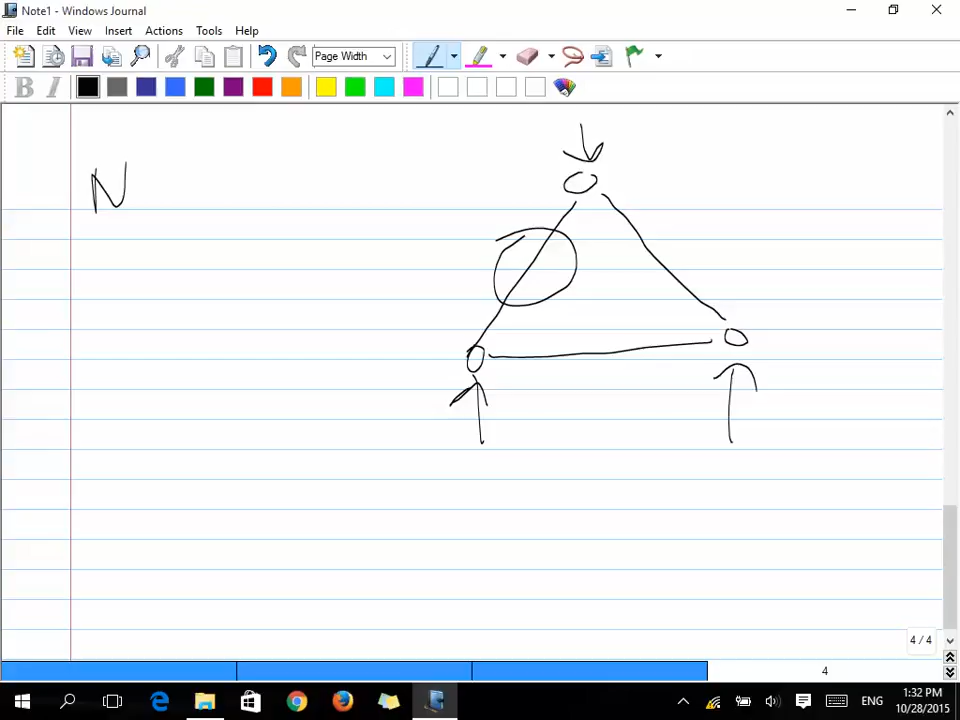 Note1 - Windows Journal
File Edit View Insert Actions Tools Help
Page Width
B I
N
4 / 4
4
ENG
1:32 PM
10/28/2015